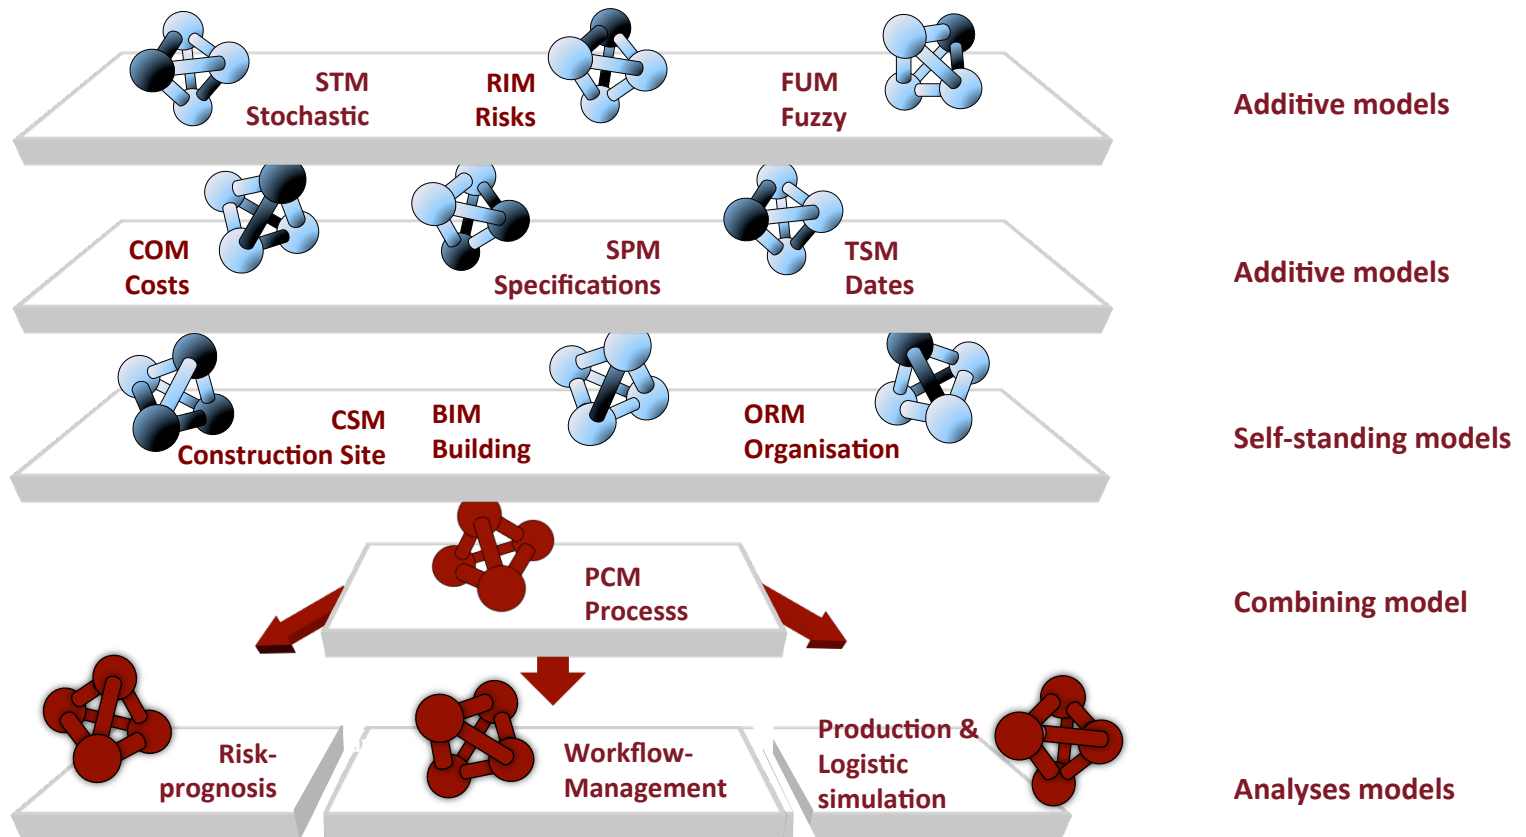 STM
Stochastic
RIM
Risks
FUM
Fuzzy
Additive models
COM
Costs
SPM
Specifications
TSM
Dates
Additive models
CSM
Construction Site
BIM
Building
ORM
Organisation
Self-standing models
PCM
Processs
Combining model
Risk-
prognosis
Workflow-
Management
Production &
Logistic
simulation
Analyses models